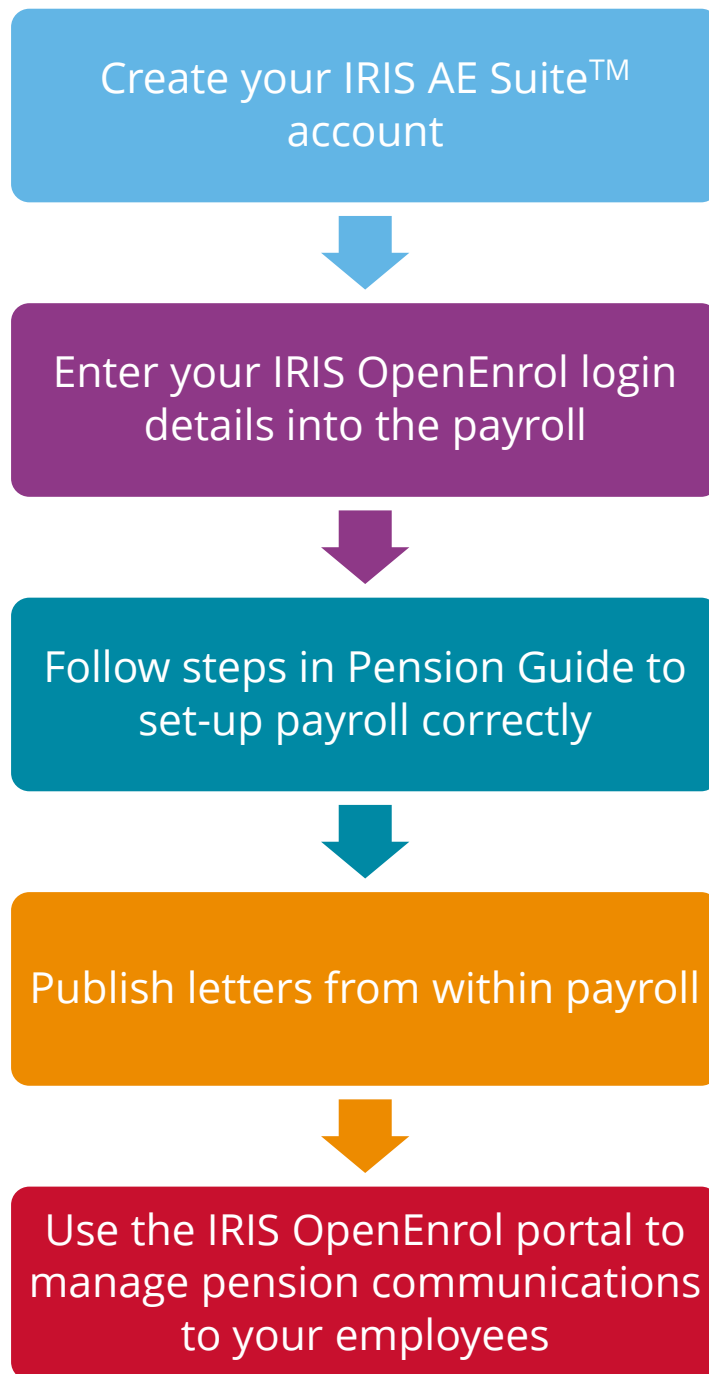 Create your IRIS AE Suite™
account
Enter your IRIS OpenEnrol login
details into the payroll
Follow steps in Pension Guide to
set-up payroll correctly
Publish letters from within payroll
Use the IRIS OpenEnrol portal to
manage pension communications
to your employees